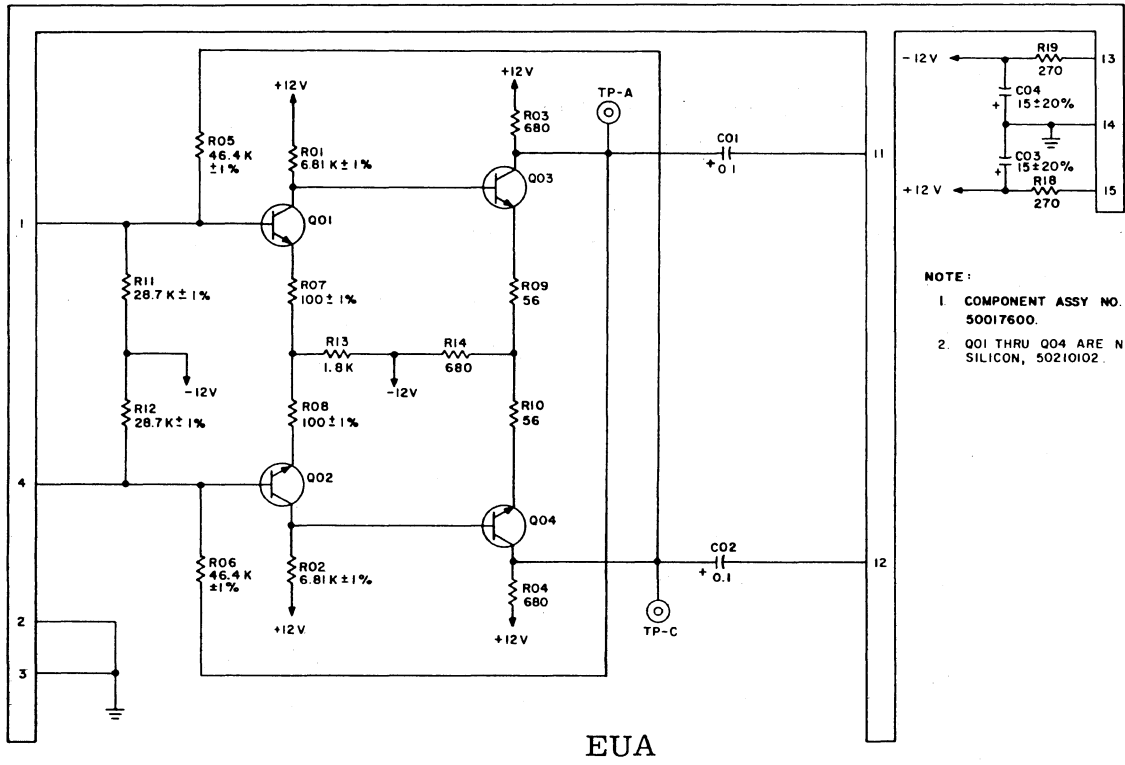 +12V
+12V
TP-A
R05
46.4K
±1%
R01
6.81K±1%
R03
680
C01
+ 0.1
11
Q03
1
Q01
R11
28.7K±1%
R07
100±1%
R09
56
R13
1.8K
R14
680
-12V
-12V
R12
28.7K±1%
R08
100±1%
R10
56
4
Q02
Q04
R06
46.4K
±1%
R02
6.81K±1%
R04
680
C02
+ 0.1
12
+12V
+12V
TP-C
2
3
-12V
R19
270
13
C04
15±20%
+
14
C03
15±20%
+
+12V
R18
270
15
NOTE:
1. COMPONENT ASSY NO.
50017600.
2. Q01 THRU Q04 ARE N
SILICON, 50210102.
EUA